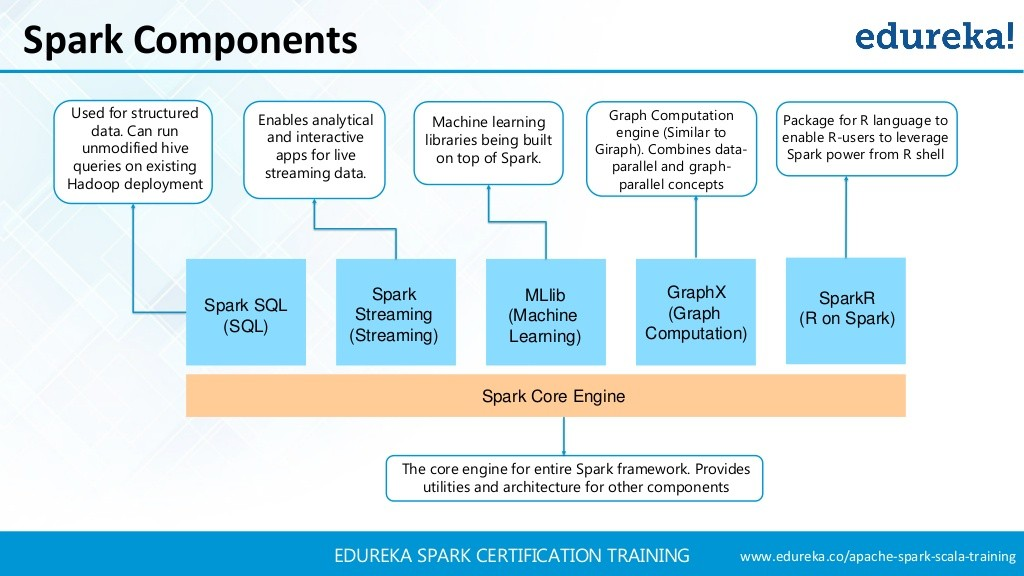 Spark Components
edureka!
Used for structured
data. Can run
unmodified hive
queries on existing
Hadoop deployment
Enables analytical
and interactive
apps for live
streaming data.
Machine learning
libraries being built
on top of Spark.
Graph Computation
engine (Similar to
Giraph). Combines data-
parallel and graph-
parallel concepts
Package for R language to
enable R-users to leverage
Spark power from R shell
Spark SQL
(SQL)
Spark
Streaming
(Streaming)
MLlib
(Machine
Learning)
GraphX
(Graph
Computation)
SparkR
(R on Spark)
Spark Core Engine
The core engine for entire Spark framework. Provides
utilities and architecture for other components
EDUREKA SPARK CERTIFICATION TRAINING
www.edureka.co/apache-spark-scala-training